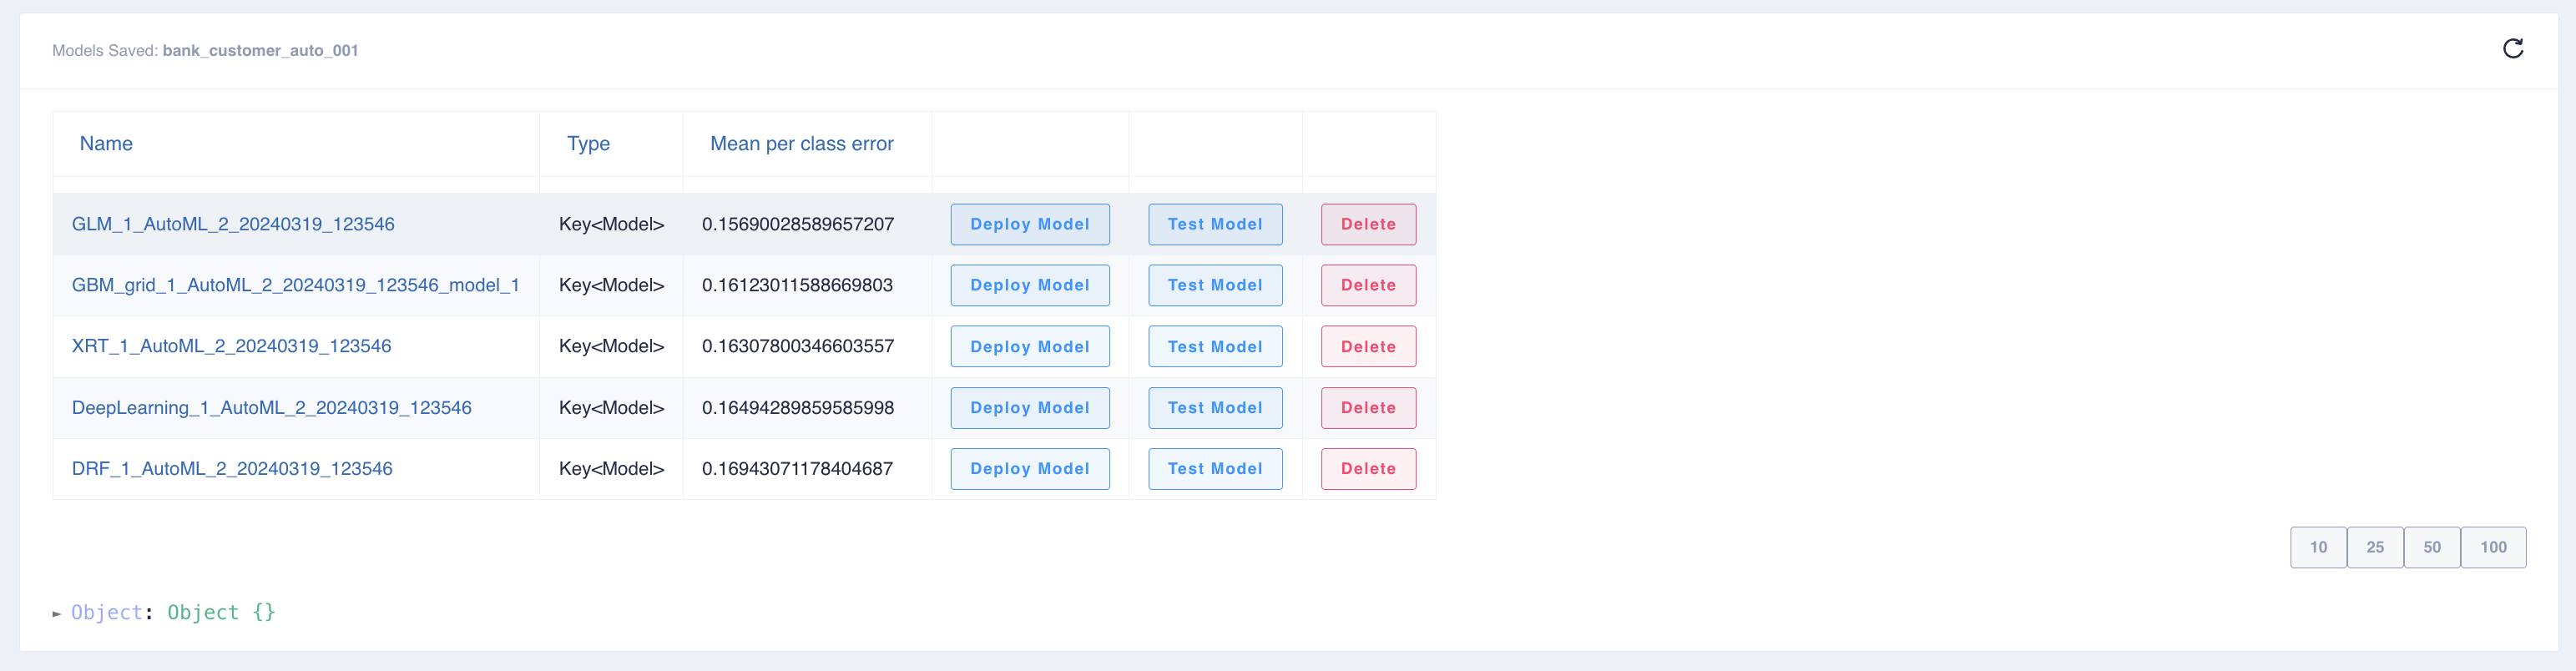 Models Saved: bank_customer_auto_001
Name Type Mean per class error
GLM_1_AutoML_2_20240319_123546 Key<Model> 0.15690028589657207 Deploy Model Test Model Delete
GBM_grid_1_AutoML_2_20240319_123546_model_1 Key<Model> 0.16123011588669803 Deploy Model Test Model Delete
XRT_1_AutoML_2_20240319_123546 Key<Model> 0.16307800346603557 Deploy Model Test Model Delete
DeepLearning_1_AutoML_2_20240319_123546 Key<Model> 0.16494289859585998 Deploy Model Test Model Delete
DRF_1_AutoML_2_20240319_123546 Key<Model> 0.16943071178404687 Deploy Model Test Model Delete
10 25 50 100
► Object: Object {}